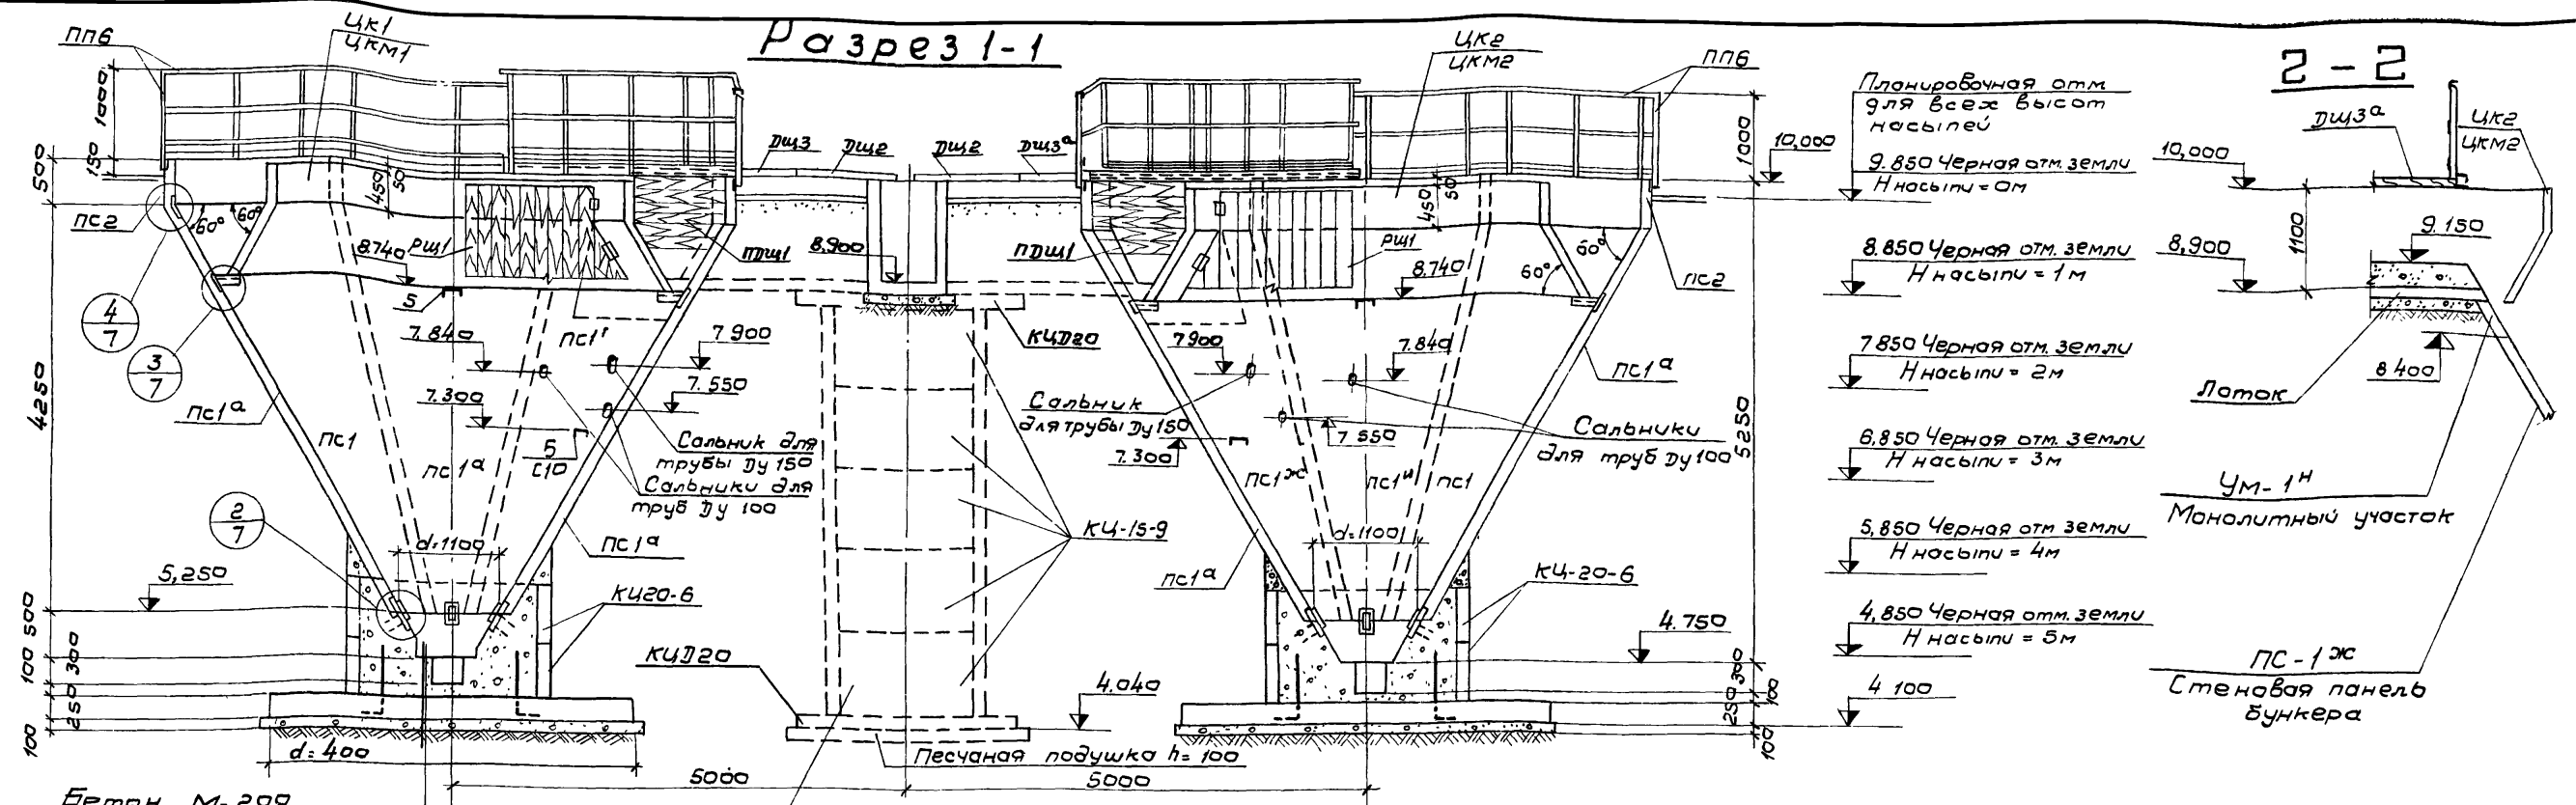 Разрез 1-1
2 - 2
ПП6
ЦК1
ЦКМ1
1000
150
500
4250
500
300
100
250
100
450
50
60°
60°
ПС2
8.740
РЩ1
ПДЩ1
ДЩ3
ДЩ2
ДЩ2
ДЩ3а
8.900
4
7
3
7
2
7
5
7.840
ПС1г
7.900
7.550
7.300
5
С10
ПС1а
ПС1
ПС1а
Сальник для
трубы Ду 150
Сальники для
труб Ду 100
d=1100
ПС1а
5,250
КЦ20-6
КЦД20
КЦД20
КЦ-15-9
4.040
Песчаная подушка h=100
d=400
5000
5000
Бетон М-200
ЦК2
ЦКМ2
ПП6
1000
10,000
450
50
60°
60°
ПДЩ1
РЩ1
8.740
ПС2
7900
7.840
7.550
7.300
Сальник
для трубы Ду 150
Сальники
для труб Ду 100
ПС1а
ПС1ж
ПС1и
ПС1
ПС1а
d=1100
5250
КЦ-20-6
4.750
300
100
250
100
Планировочная отм
для всех высот
насыпей
9.850 Черная отм. земли
Н насыпи = 0м
8.850 Черная отм. земли
Н насыпи = 1м
7850 Черная отм. земли
Н насыпи = 2м
6,850 Черная отм. земли
Н насыпи = 3м
5,850 Черная отм земли
Н насыпи = 4м
4,850 Черная отм. земли
Н насыпи = 5м
4 100
ДЩ3а
ЦК2
ЦКМ2
10,000
1100
9.150
8,900
8 400
Лоток
УМ-1н
Монолитный участок
ПС-1ж
Стеновая панель
бункера